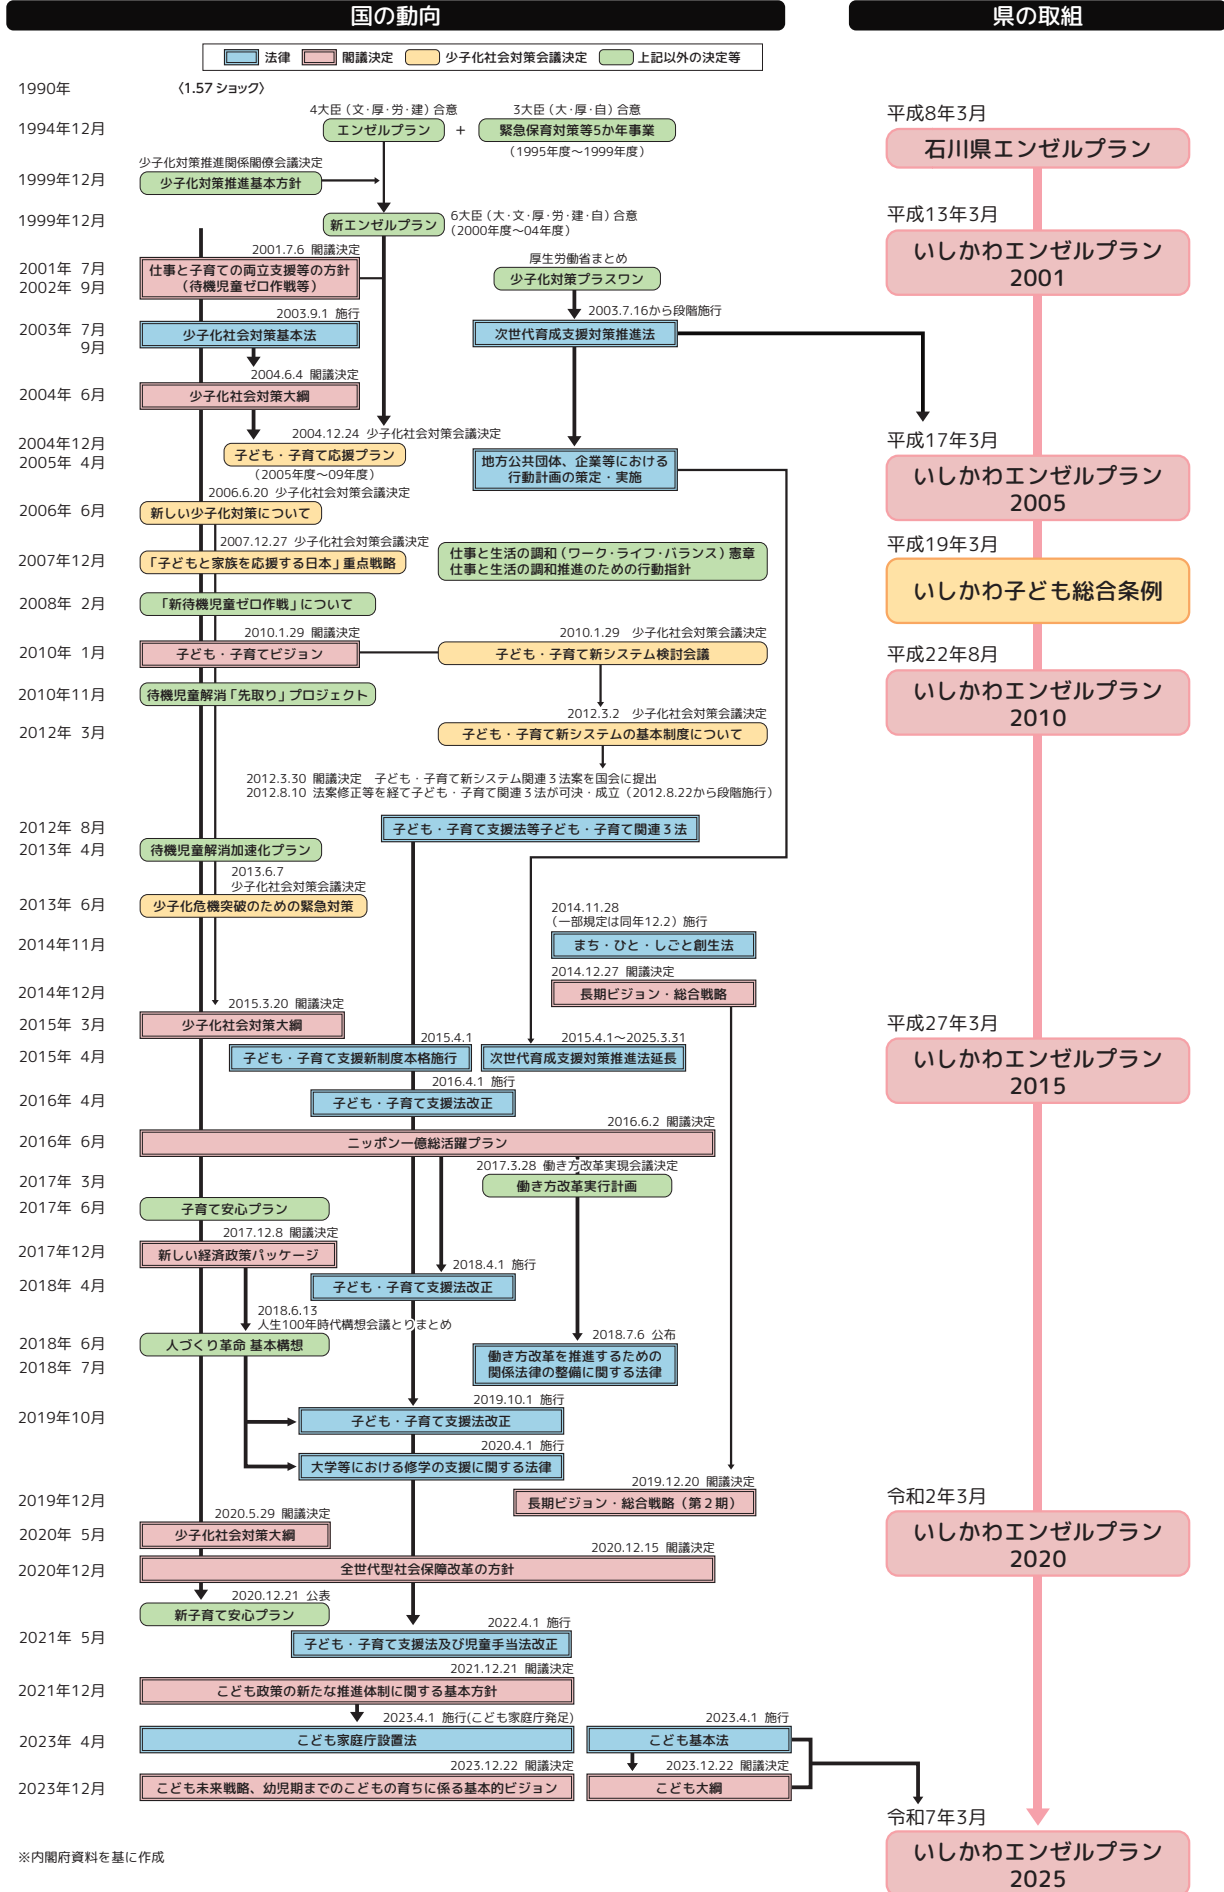 国の動向
県の取組
法律
閣議決定
少子化社会対策会議決定
上記以外の決定等
1990年
〈1.57 ショック〉
4大臣（文・厚・労・建）合意
3大臣（大・厚・自）合意
1994年12月
エンゼルプラン
+
緊急保育対策等5か年事業
（1995年度～1999年度）
少子化対策推進関係閣僚会議決定
1999年12月
少子化対策推進基本方針
1999年12月
新エンゼルプラン
6大臣（大・文・厚・労・建・自）合意
（2000年度～04年度）
2001.7.6 閣議決定
2001年 7月
2002年 9月
仕事と子育ての両立支援等の方針
（待機児童ゼロ作戦等）
厚生労働省まとめ
少子化対策プラスワン
2003.9.1 施行
2003.7.16から段階施行
2003年 7月
9月
少子化社会対策基本法
次世代育成支援対策推進法
2004.6.4 閣議決定
2004年 6月
少子化社会対策大綱
2004.12.24 少子化社会対策会議決定
2004年12月
2005年 4月
子ども・子育て応援プラン
（2005年度～09年度）
地方公共団体、企業等における
行動計画の策定・実施
2006.6.20 少子化社会対策会議決定
2006年 6月
新しい少子化対策について
2007.12.27 少子化社会対策会議決定
2007年12月
「子どもと家族を応援する日本」重点戦略
仕事と生活の調和（ワーク・ライフ・バランス）憲章
仕事と生活の調和推進のための行動指針
2008年 2月
「新待機児童ゼロ作戦」について
2010.1.29 閣議決定
2010.1.29 少子化社会対策会議決定
2010年 1月
子ども・子育てビジョン
子ども・子育て新システム検討会議
2010年11月
待機児童解消「先取り」プロジェクト
2012.3.2 少子化社会対策会議決定
2012年 3月
子ども・子育て新システムの基本制度について
2012.3.30 閣議決定 子ども・子育て新システム関連３法案を国会に提出
2012.8.10 法案修正等を経て子ども・子育て関連３法が可決・成立（2012.8.22から段階施行）
2012年 8月
子ども・子育て支援法等子ども・子育て関連３法
2013年 4月
待機児童解消加速化プラン
2013.6.7
少子化社会対策会議決定
2013年 6月
少子化危機突破のための緊急対策
2014.11.28
（一部規定は同年12.2）施行
2014年11月
まち・ひと・しごと創生法
2014.12.27 閣議決定
2014年12月
長期ビジョン・総合戦略
2015.3.20 閣議決定
2015年 3月
少子化社会対策大綱
2015.4.1
2015.4.1～2025.3.31
2015年 4月
子ども・子育て支援新制度本格施行
次世代育成支援対策推進法延長
2016.4.1 施行
2016年 4月
子ども・子育て支援法改正
2016.6.2 閣議決定
2016年 6月
ニッポン一億総活躍プラン
2017.3.28 働き方改革実現会議決定
2017年 3月
働き方改革実行計画
2017年 6月
子育て安心プラン
2017.12.8 閣議決定
2017年12月
新しい経済政策パッケージ
2018.4.1 施行
2018年 4月
子ども・子育て支援法改正
2018.6.13
人生100年時代構想会議とりまとめ
2018年 6月
人づくり革命 基本構想
2018.7.6 公布
2018年 7月
働き方改革を推進するための
関係法律の整備に関する法律
2019.10.1 施行
2019年10月
子ども・子育て支援法改正
2020.4.1 施行
大学等における修学の支援に関する法律
2019.12.20 閣議決定
2019年12月
長期ビジョン・総合戦略（第２期）
2020.5.29 閣議決定
2020年 5月
少子化社会対策大綱
2020.12.15 閣議決定
2020年12月
全世代型社会保障改革の方針
2020.12.21 公表
新子育て安心プラン
2022.4.1 施行
2021年 5月
子ども・子育て支援法及び児童手当法改正
2021.12.21 閣議決定
2021年12月
こども政策の新たな推進体制に関する基本方針
2023.4.1 施行(こども家庭庁発足)
2023.4.1 施行
2023年 4月
こども家庭庁設置法
こども基本法
2023.12.22 閣議決定
2023.12.22 閣議決定
2023年12月
こども未来戦略、幼児期までのこどもの育ちに係る基本的ビジョン
こども大綱
※内閣府資料を基に作成
平成8年3月
石川県エンゼルプラン
平成13年3月
いしかわエンゼルプラン
2001
平成17年3月
いしかわエンゼルプラン
2005
平成19年3月
いしかわ子ども総合条例
平成22年8月
いしかわエンゼルプラン
2010
平成27年3月
いしかわエンゼルプラン
2015
令和2年3月
いしかわエンゼルプラン
2020
令和7年3月
いしかわエンゼルプラン
2025